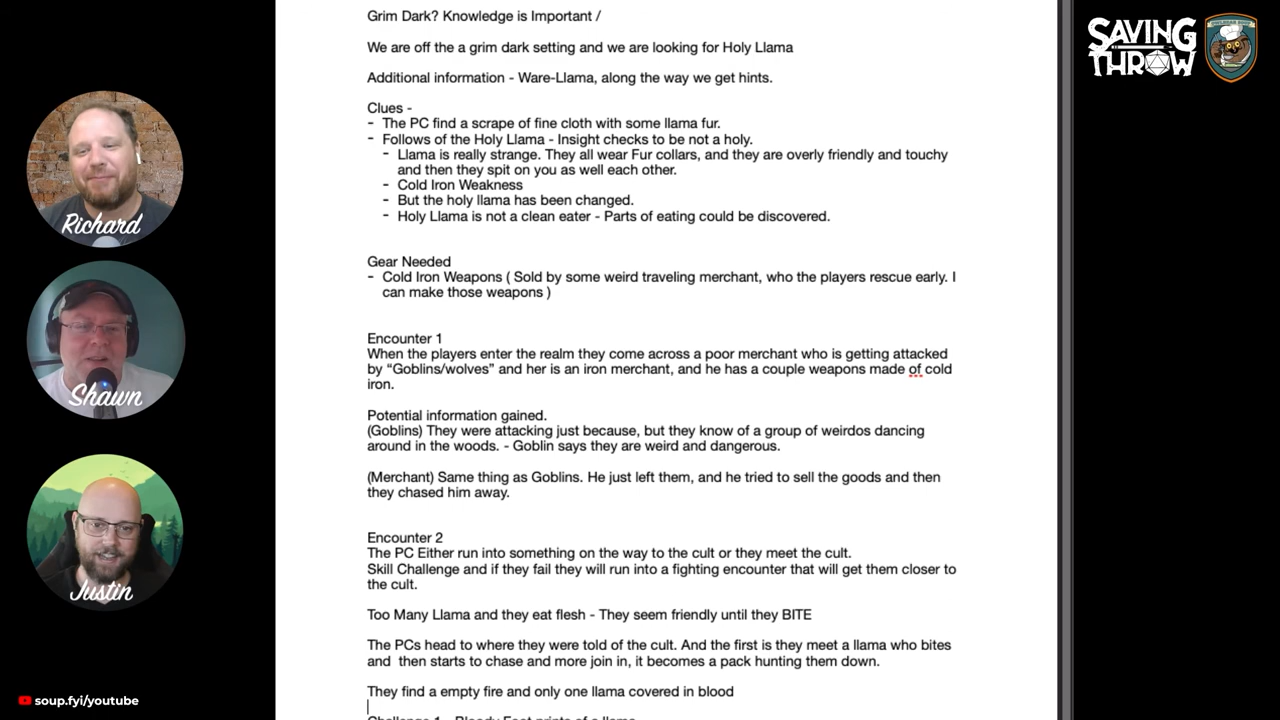 Grim Dark? Knowledge is Important /
We are off the a grim dark setting and we are looking for Holy Llama
Additional information - Ware-Llama, along the way we get hints.
Clues -
- The PC find a scrape of fine cloth with some llama fur.
- Follows of the Holy Llama - Insight checks to be not a holy.
- Llama is really strange. They all wear Fur collars, and they are overly friendly and touchy
and then they spit on you as well each other.
- Cold Iron Weakness
- But the holy llama has been changed.
- Holy Llama is not a clean eater - Parts of eating could be discovered.
Gear Needed
- Cold Iron Weapons ( Sold by some weird traveling merchant, who the players rescue early. I
can make those weapons )
Encounter 1
When the players enter the realm they come across a poor merchant who is getting attacked
by “Goblins/wolves” and her is an iron merchant, and he has a couple weapons made of cold
iron.
Potential information gained.
(Goblins) They were attacking just because, but they know of a group of weirdos dancing
around in the woods. - Goblin says they are weird and dangerous.
(Merchant) Same thing as Goblins. He just left them, and he tried to sell the goods and then
they chased him away.
Encounter 2
The PC Either run into something on the way to the cult or they meet the cult.
Skill Challenge and if they fail they will run into a fighting encounter that will get them closer to
the cult.
Too Many Llama and they eat flesh - They seem friendly until they BITE
The PCs head to where they were told of the cult. And the first is they meet a llama who bites
and  then starts to chase and more join in, it becomes a pack hunting them down.
They find a empty fire and only one llama covered in blood
Challenge 1 - Bloody Foot prints of a llama
Richard
Shawn
Justin
soup.fyi/youtube
SAVING
THROW